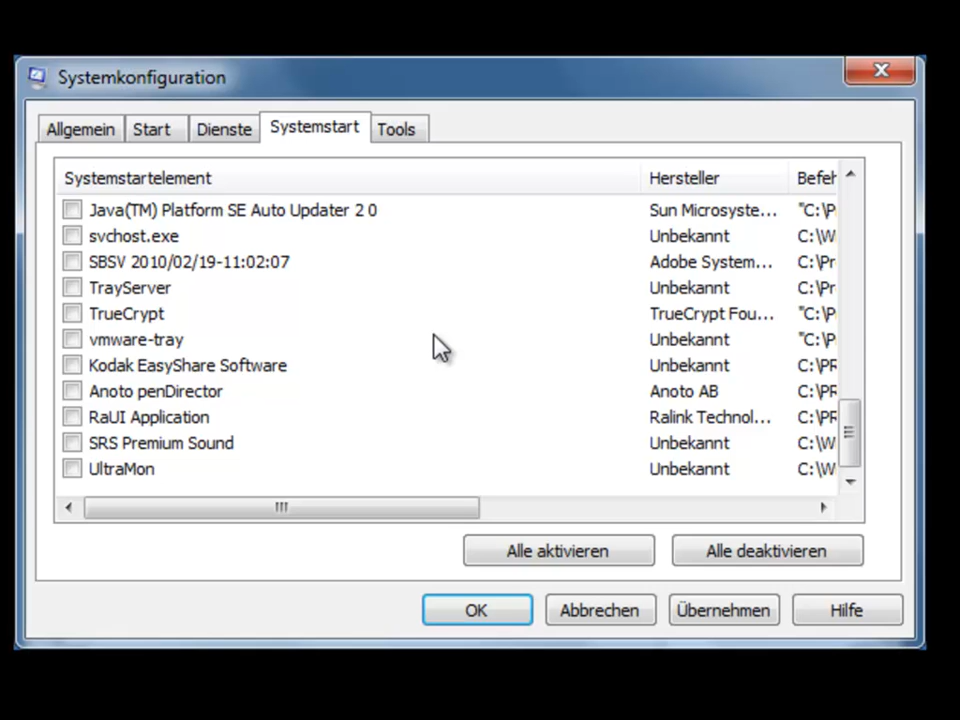 Systemkonfiguration
Allgemein Start Dienste Systemstart Tools
Systemstartelement Hersteller Befeh
Java(TM) Platform SE Auto Updater 2 0 Sun Microsyste... "C:\P
svchost.exe Unbekannt C:\W
SBSV 2010/02/19-11:02:07 Adobe System... C:\Pr
TrayServer Unbekannt C:\Pr
TrueCrypt TrueCrypt Fou... "C:\P
vmware-tray Unbekannt "C:\P
Kodak EasyShare Software Unbekannt C:\PR
Anoto penDirector Anoto AB C:\PR
RaUI Application Ralink Technol... C:\PR
SRS Premium Sound Unbekannt C:\W
UltraMon Unbekannt C:\W
Alle aktivieren Alle deaktivieren
OK Abbrechen Übernehmen Hilfe